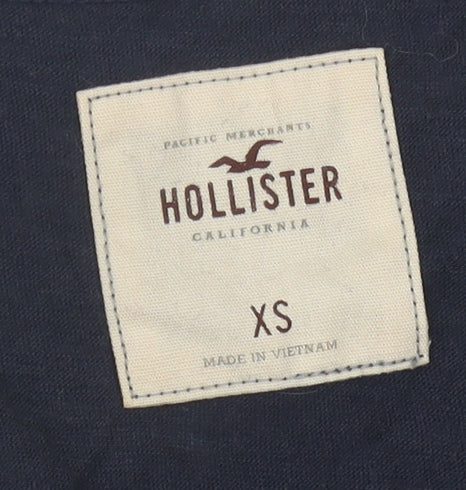 PACIFIC MERCHANTS
HOLLISTER
CALIFORNIA
XS
MADE IN VIETNAM